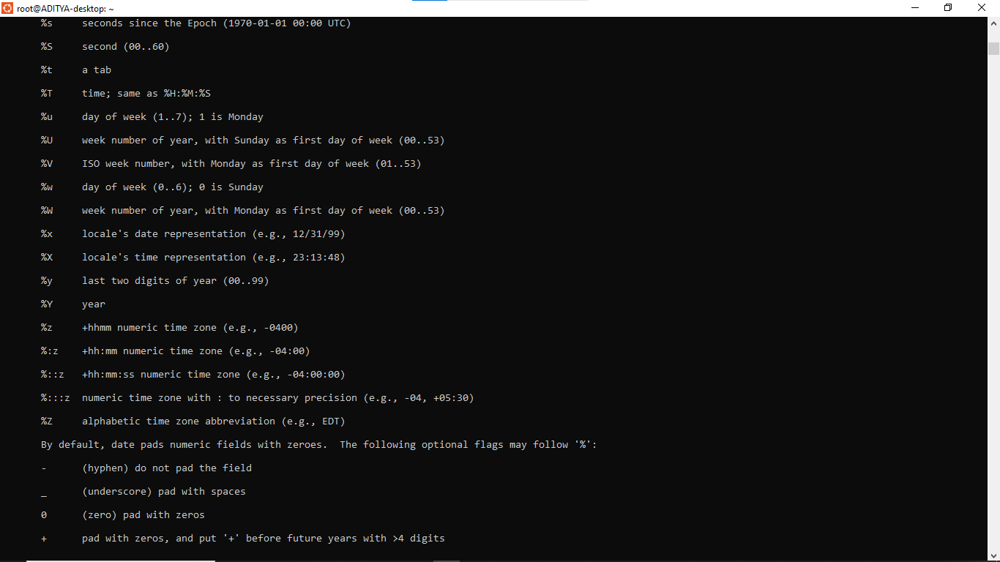 root@ADITYA-desktop: ~
%s seconds since the Epoch (1970-01-01 00:00 UTC)
%S second (00..60)
%t a tab
%T time; same as %H:%M:%S
%u day of week (1..7); 1 is Monday
%U week number of year, with Sunday as first day of week (00..53)
%V ISO week number, with Monday as first day of week (01..53)
%w day of week (0..6); 0 is Sunday
%W week number of year, with Monday as first day of week (00..53)
%x locale's date representation (e.g., 12/31/99)
%X locale's time representation (e.g., 23:13:48)
%y last two digits of year (00..99)
%Y year
%z +hhmm numeric time zone (e.g., -0400)
%:z +hh:mm numeric time zone (e.g., -04:00)
%::z +hh:mm:ss numeric time zone (e.g., -04:00:00)
%:::z numeric time zone with : to necessary precision (e.g., -04, +05:30)
%Z alphabetic time zone abbreviation (e.g., EDT)
By default, date pads numeric fields with zeroes.  The following optional flags may follow '%':
- (hyphen) do not pad the field
_ (underscore) pad with spaces
0 (zero) pad with zeros
+ pad with zeros, and put '+' before future years with >4 digits